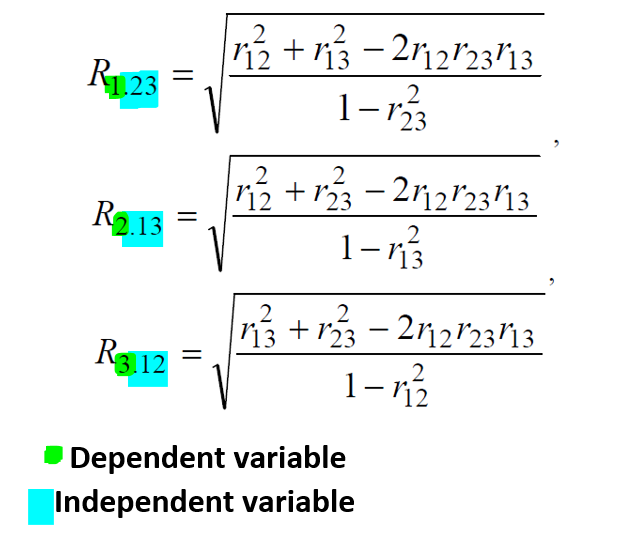 R₁.₂₃ = √((r₁₂² + r₁₃² − 2r₁₂r₂₃r₁₃) / (1 − r₂₃²)) ,
R₂.₁₃ = √((r₁₂² + r₂₃² − 2r₁₂r₂₃r₁₃) / (1 − r₁₃²)) ,
R₃.₁₂ = √((r₁₃² + r₂₃² − 2r₁₂r₂₃r₁₃) / (1 − r₁₂²))
Dependent variable
Independent variable